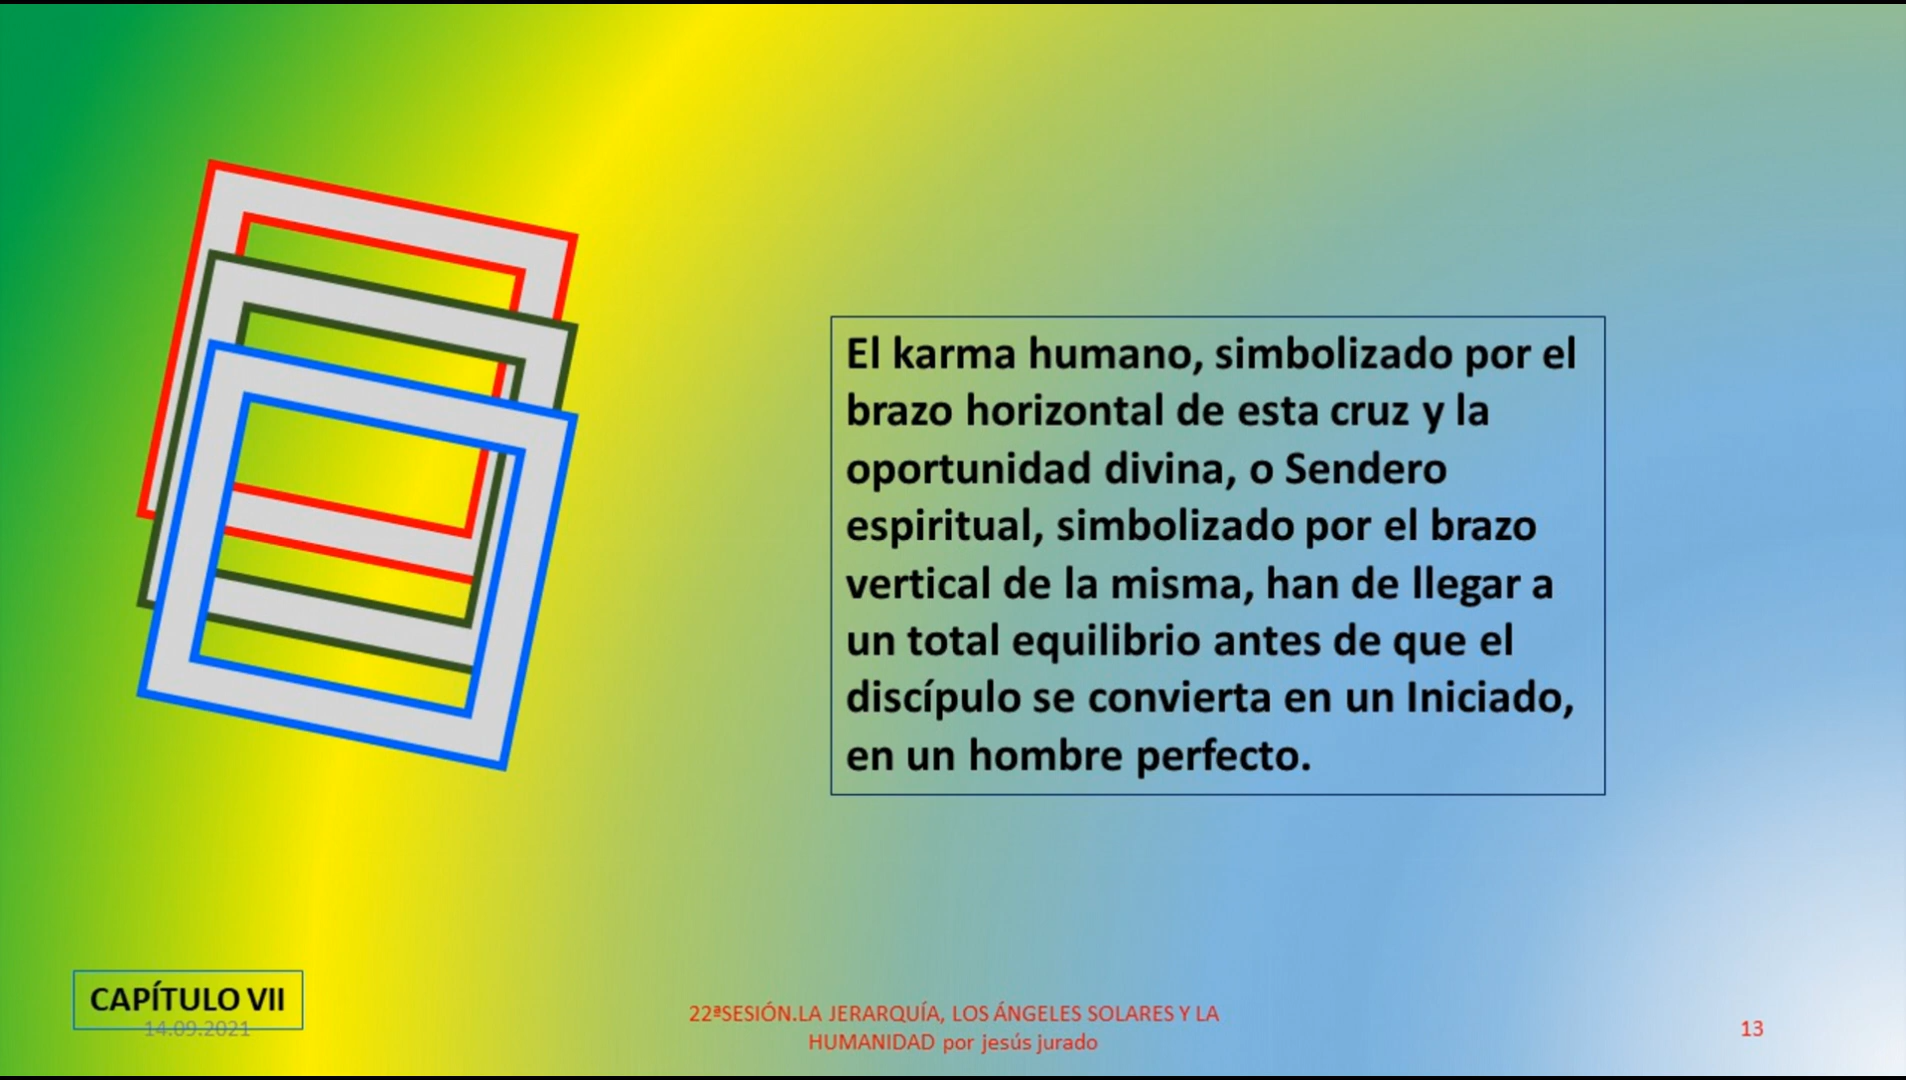 El karma humano, simbolizado por el
brazo horizontal de esta cruz y la
oportunidad divina, o Sendero
espiritual, simbolizado por el brazo
vertical de la misma, han de llegar a
un total equilibrio antes de que el
discípulo se convierta en un Iniciado,
en un hombre perfecto.
CAPÍTULO VII
14.09.2021
22ªSESIÓN.LA JERARQUÍA, LOS ÁNGELES SOLARES Y LA
HUMANIDAD por jesús jurado
13